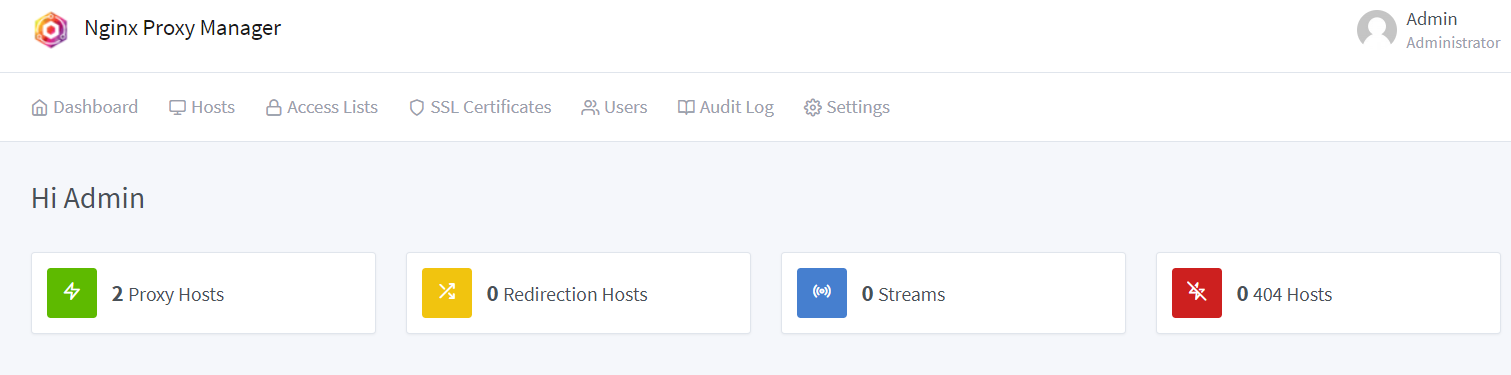 Nginx Proxy Manager
Admin
Administrator
Dashboard Hosts Access Lists SSL Certificates Users Audit Log Settings
Hi Admin
2 Proxy Hosts 0 Redirection Hosts 0 Streams 0 404 Hosts